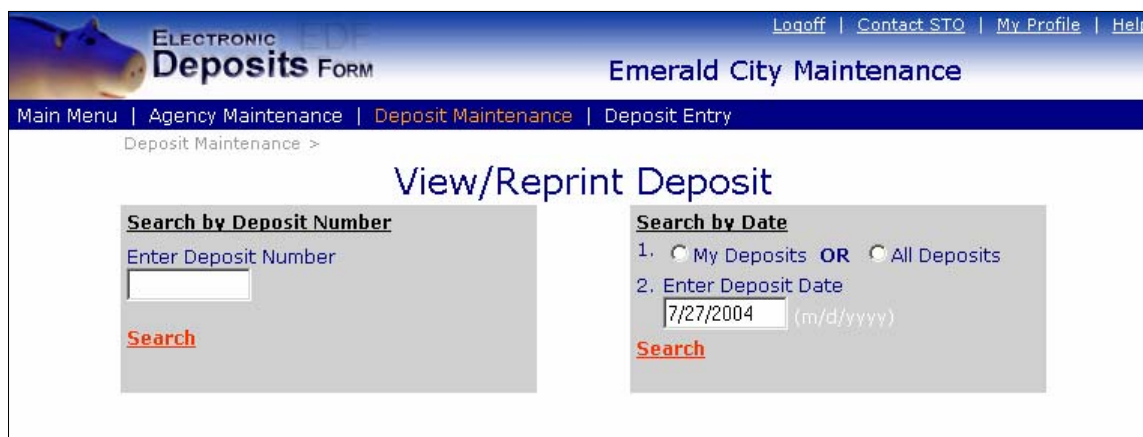 Logoff | Contact STO | My Profile | Help
EDF
ELECTRONIC
Deposits FORM
Emerald City Maintenance
Main Menu | Agency Maintenance | Deposit Maintenance | Deposit Entry
Deposit Maintenance >
View/Reprint Deposit
Search by Deposit Number
Enter Deposit Number
Search
Search by Date
1. My Deposits OR All Deposits
2. Enter Deposit Date
7/27/2004 (m/d/yyyy)
Search